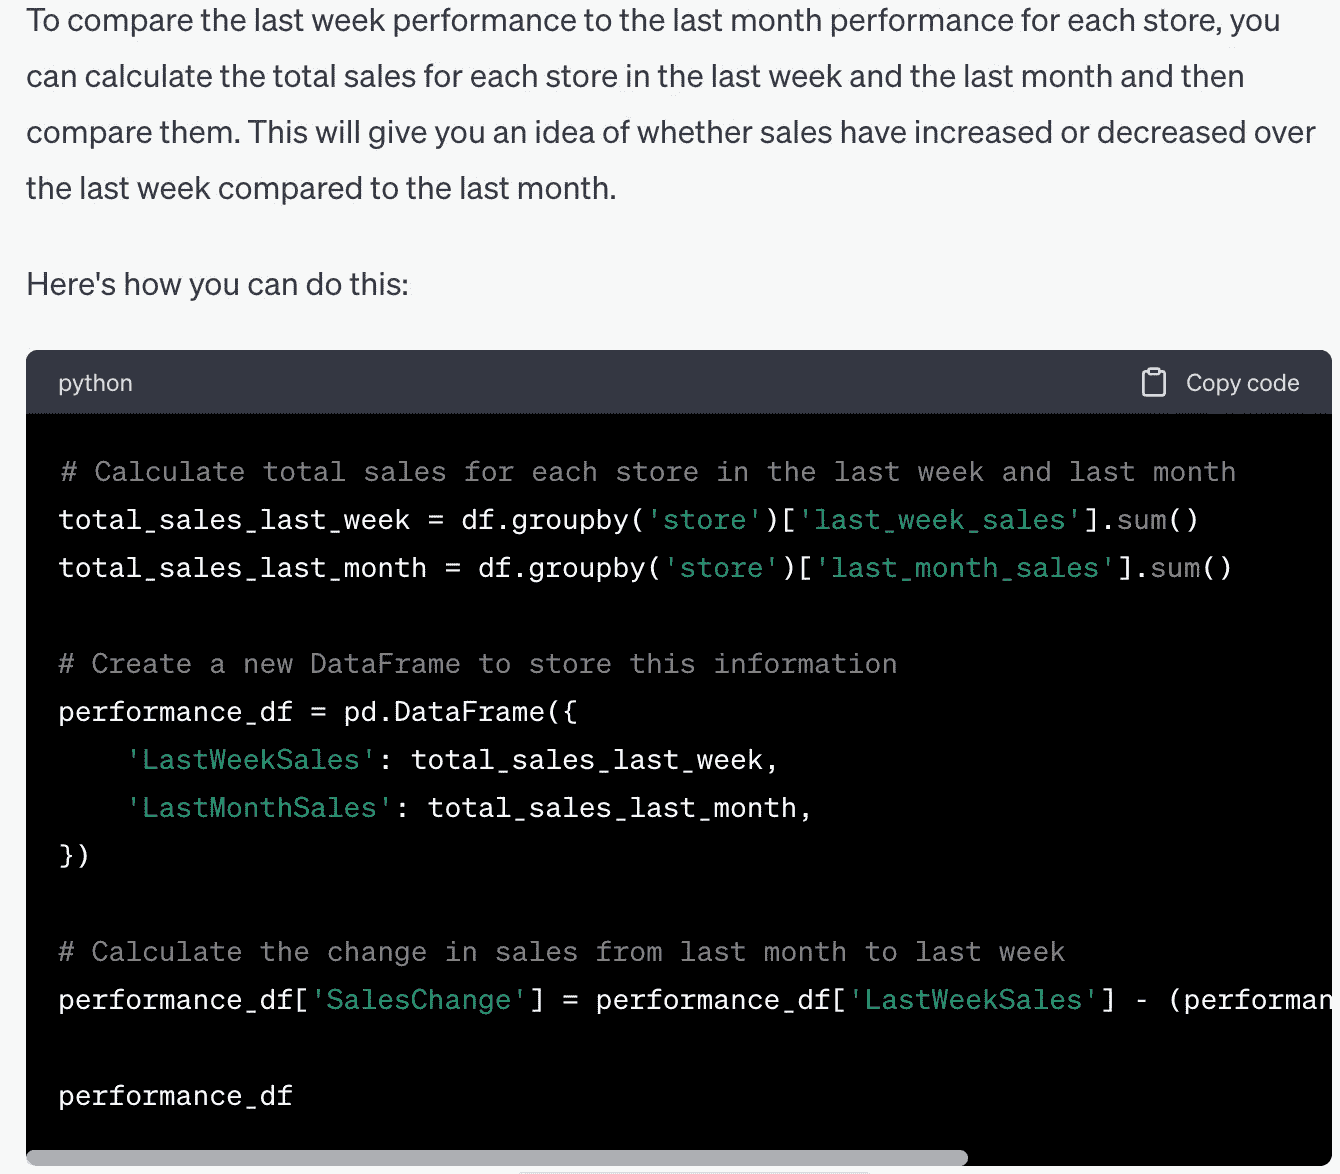 To compare the last week performance to the last month performance for each store, you
can calculate the total sales for each store in the last week and the last month and then
compare them. This will give you an idea of whether sales have increased or decreased over
the last week compared to the last month.
Here's how you can do this:
python Copy code
# Calculate total sales for each store in the last week and last month
total_sales_last_week = df.groupby('store')['last_week_sales'].sum()
total_sales_last_month = df.groupby('store')['last_month_sales'].sum()
# Create a new DataFrame to store this information
performance_df = pd.DataFrame({
    'LastWeekSales': total_sales_last_week,
    'LastMonthSales': total_sales_last_month,
})
# Calculate the change in sales from last month to last week
performance_df['SalesChange'] = performance_df['LastWeekSales'] - (performan
performance_df